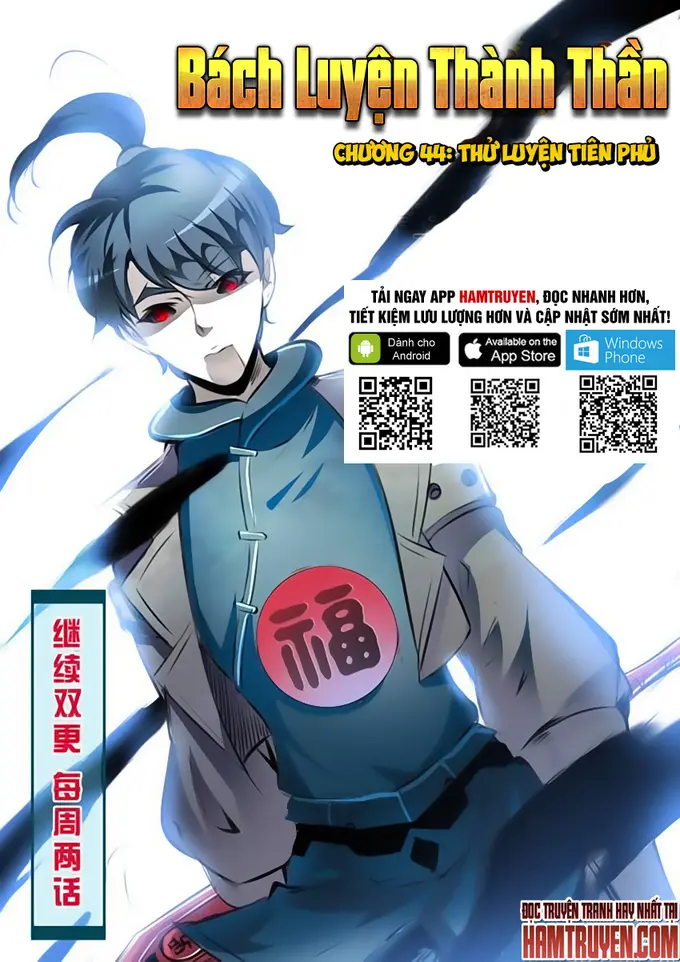 Bách Luyện Thành Thần
CHƯƠNG 44: THỬ LUYỆN TIÊN PHỦ
TẢI NGAY APP HAMTRUYEN, ĐỌC NHANH HƠN,
TIẾT KIỆM LƯU LƯỢNG HƠN VÀ CẬP NHẬT SỚM NHẤT!
Dành cho
Android
Available on the
App Store
Windows
Phone
福
继续双更 每周两话
ĐỌC TRUYỆN TRANH HAY NHẤT TẠI
HAMTRUYEN.COM